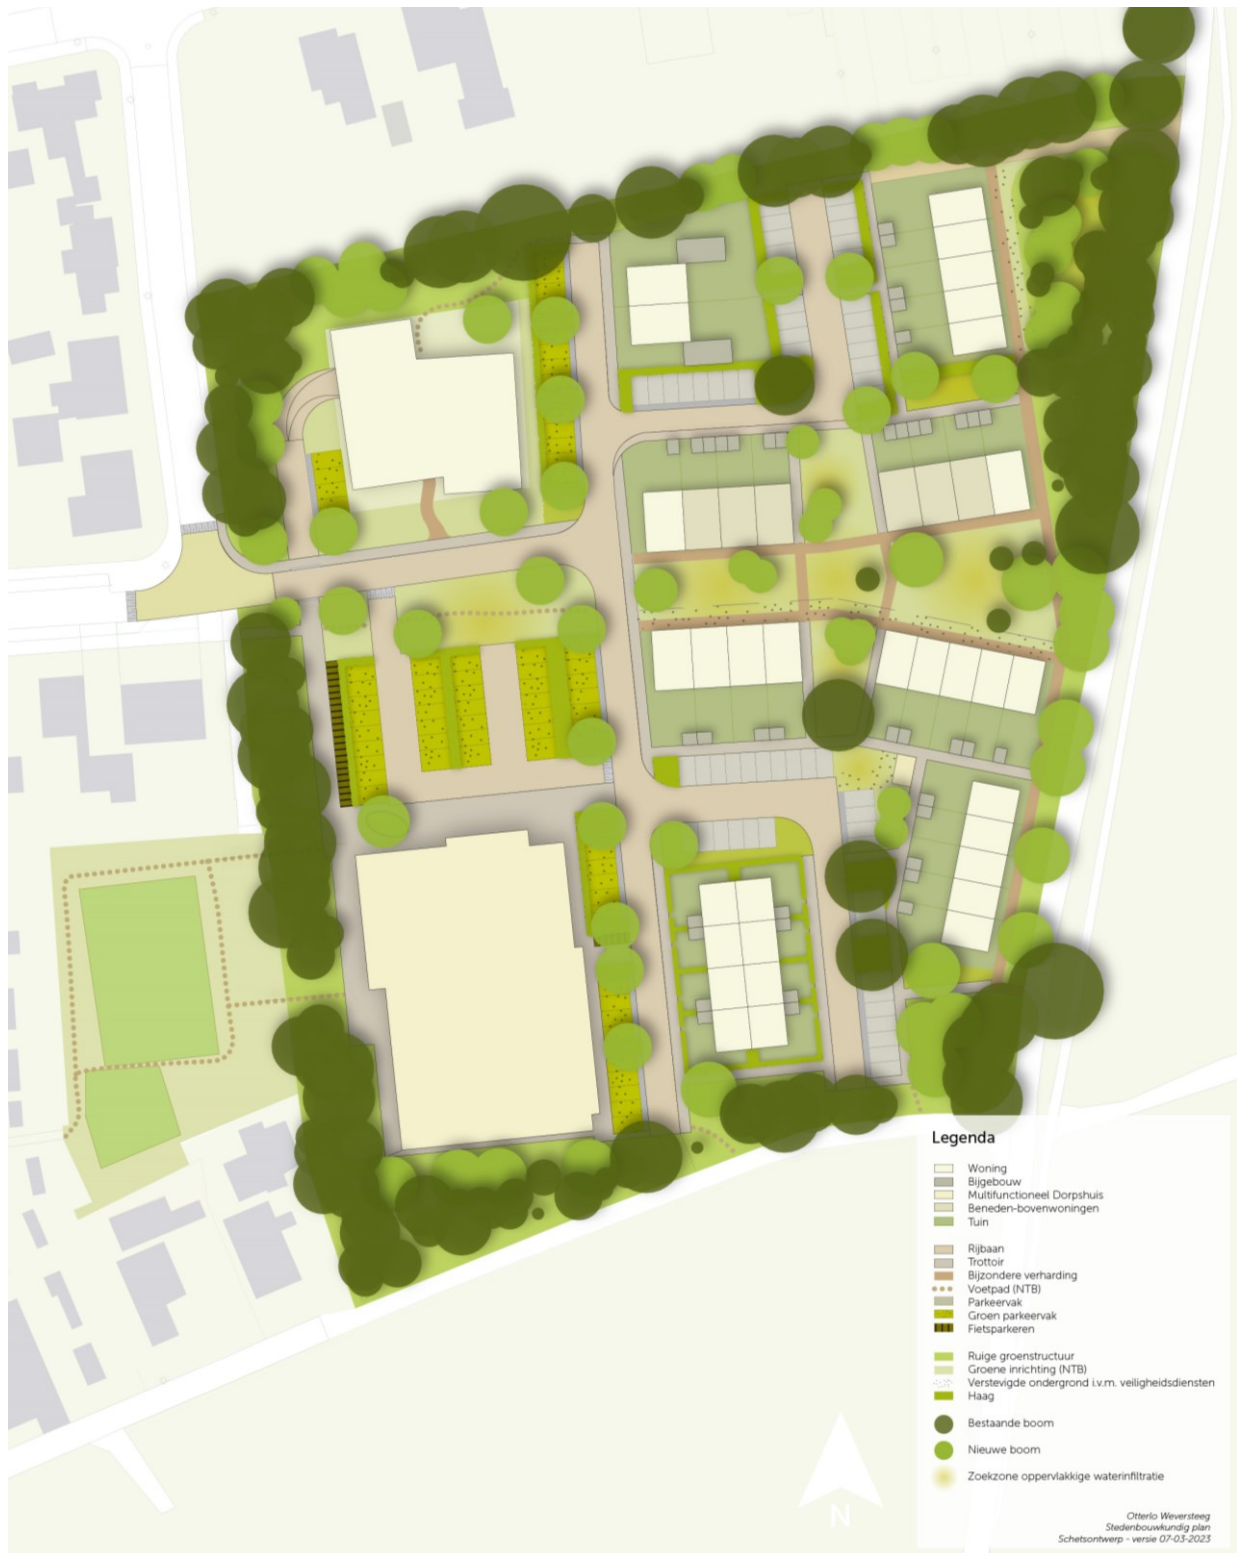 Legenda
Woning
Bijgebouw
Multifunctioneel Dorpshuis
Beneden-bovenwoningen
Tuin
Rijbaan
Trottoir
Bijzondere verharding
Voetpad (NTB)
Parkeervak
Groen parkeervak
Fietsparkeren
Ruige groenstructuur
Groene inrichting (NTB)
Verstevigde ondergrond i.v.m. veiligheidsdiensten
Haag
Bestaande boom
Nieuwe boom
Zoekzone oppervlakkige waterinfiltratie
N
Otterlo Weversteeg
Stedenbouwkundig plan
Schetsontwerp - versie 07-03-2023